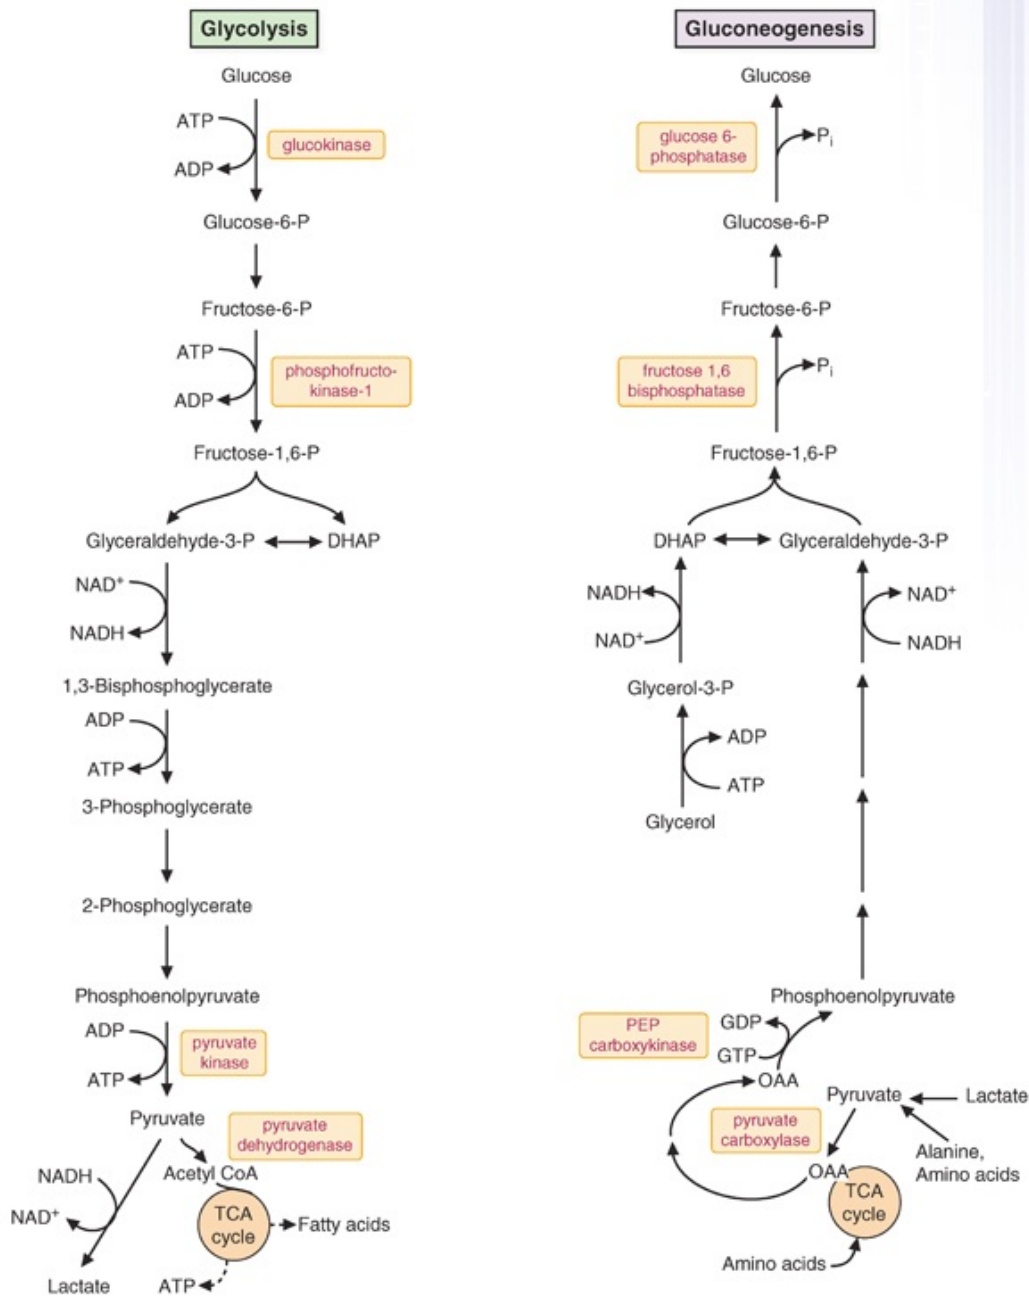 Glycolysis
Glucose
ATP
glucokinase
ADP
Glucose-6-P
Fructose-6-P
ATP
phosphofructo-
kinase-1
ADP
Fructose-1,6-P
Glyceraldehyde-3-P
DHAP
NAD+
NADH
1,3-Bisphosphoglycerate
ADP
ATP
3-Phosphoglycerate
2-Phosphoglycerate
Phosphoenolpyruvate
ADP
pyruvate
kinase
ATP
Pyruvate
pyruvate
dehydrogenase
Acetyl CoA
NADH
NAD+
TCA
cycle
Fatty acids
Lactate
ATP
Gluconeogenesis
Glucose
glucose 6-
phosphatase
Pi
Glucose-6-P
Fructose-6-P
fructose 1,6
bisphosphatase
Pi
Fructose-1,6-P
DHAP
Glyceraldehyde-3-P
NADH
NAD+
NAD+
NADH
Glycerol-3-P
ADP
ATP
Glycerol
Phosphoenolpyruvate
PEP
carboxykinase
GDP
GTP
OAA
Pyruvate
Lactate
pyruvate
carboxylase
Alanine,
Amino acids
OAA
TCA
cycle
Amino acids